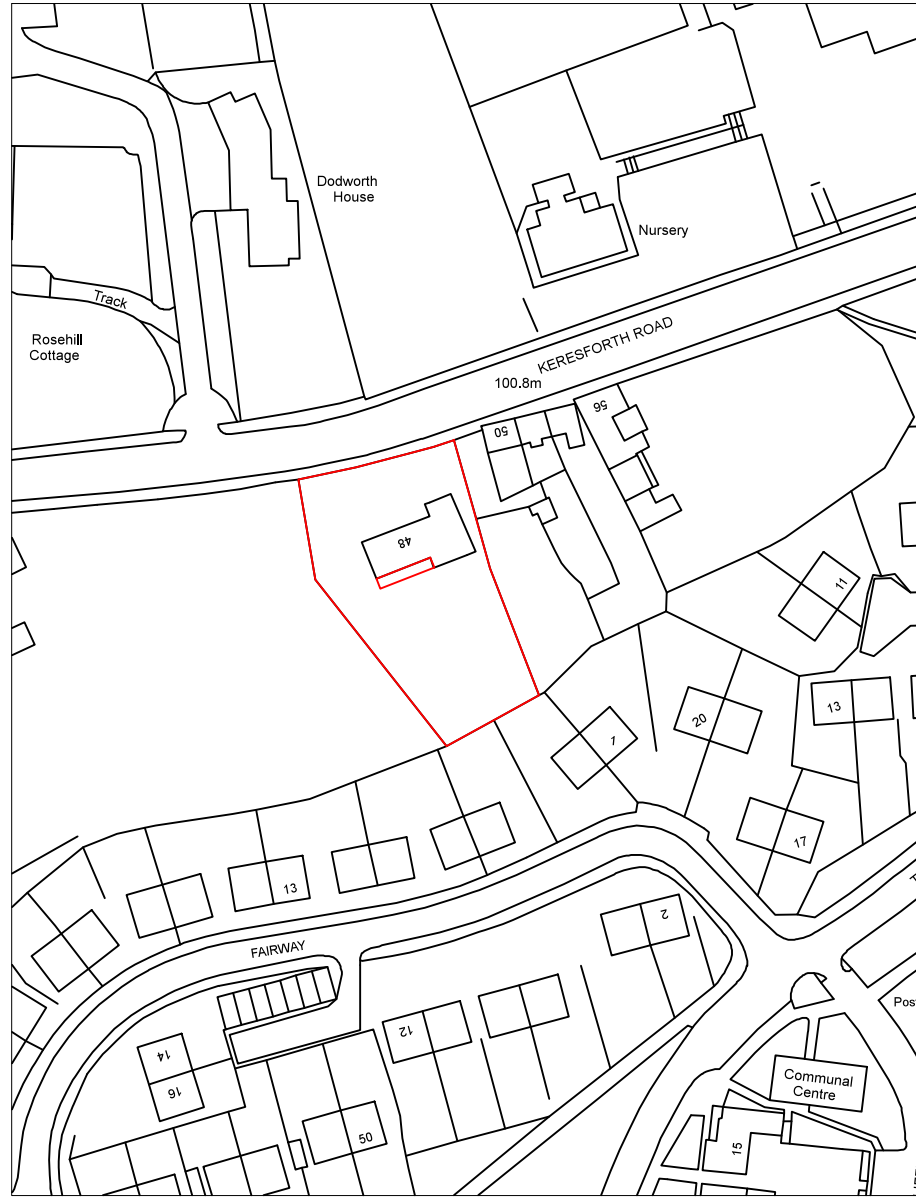 Dodworth
House
Nursery
Track
Rosehill
Cottage
KERESFORTH ROAD
100.8m
50
56
48
11
13
20
1
17
13
2
FAIRWAY
12
14
16
50
Communal
Centre
15